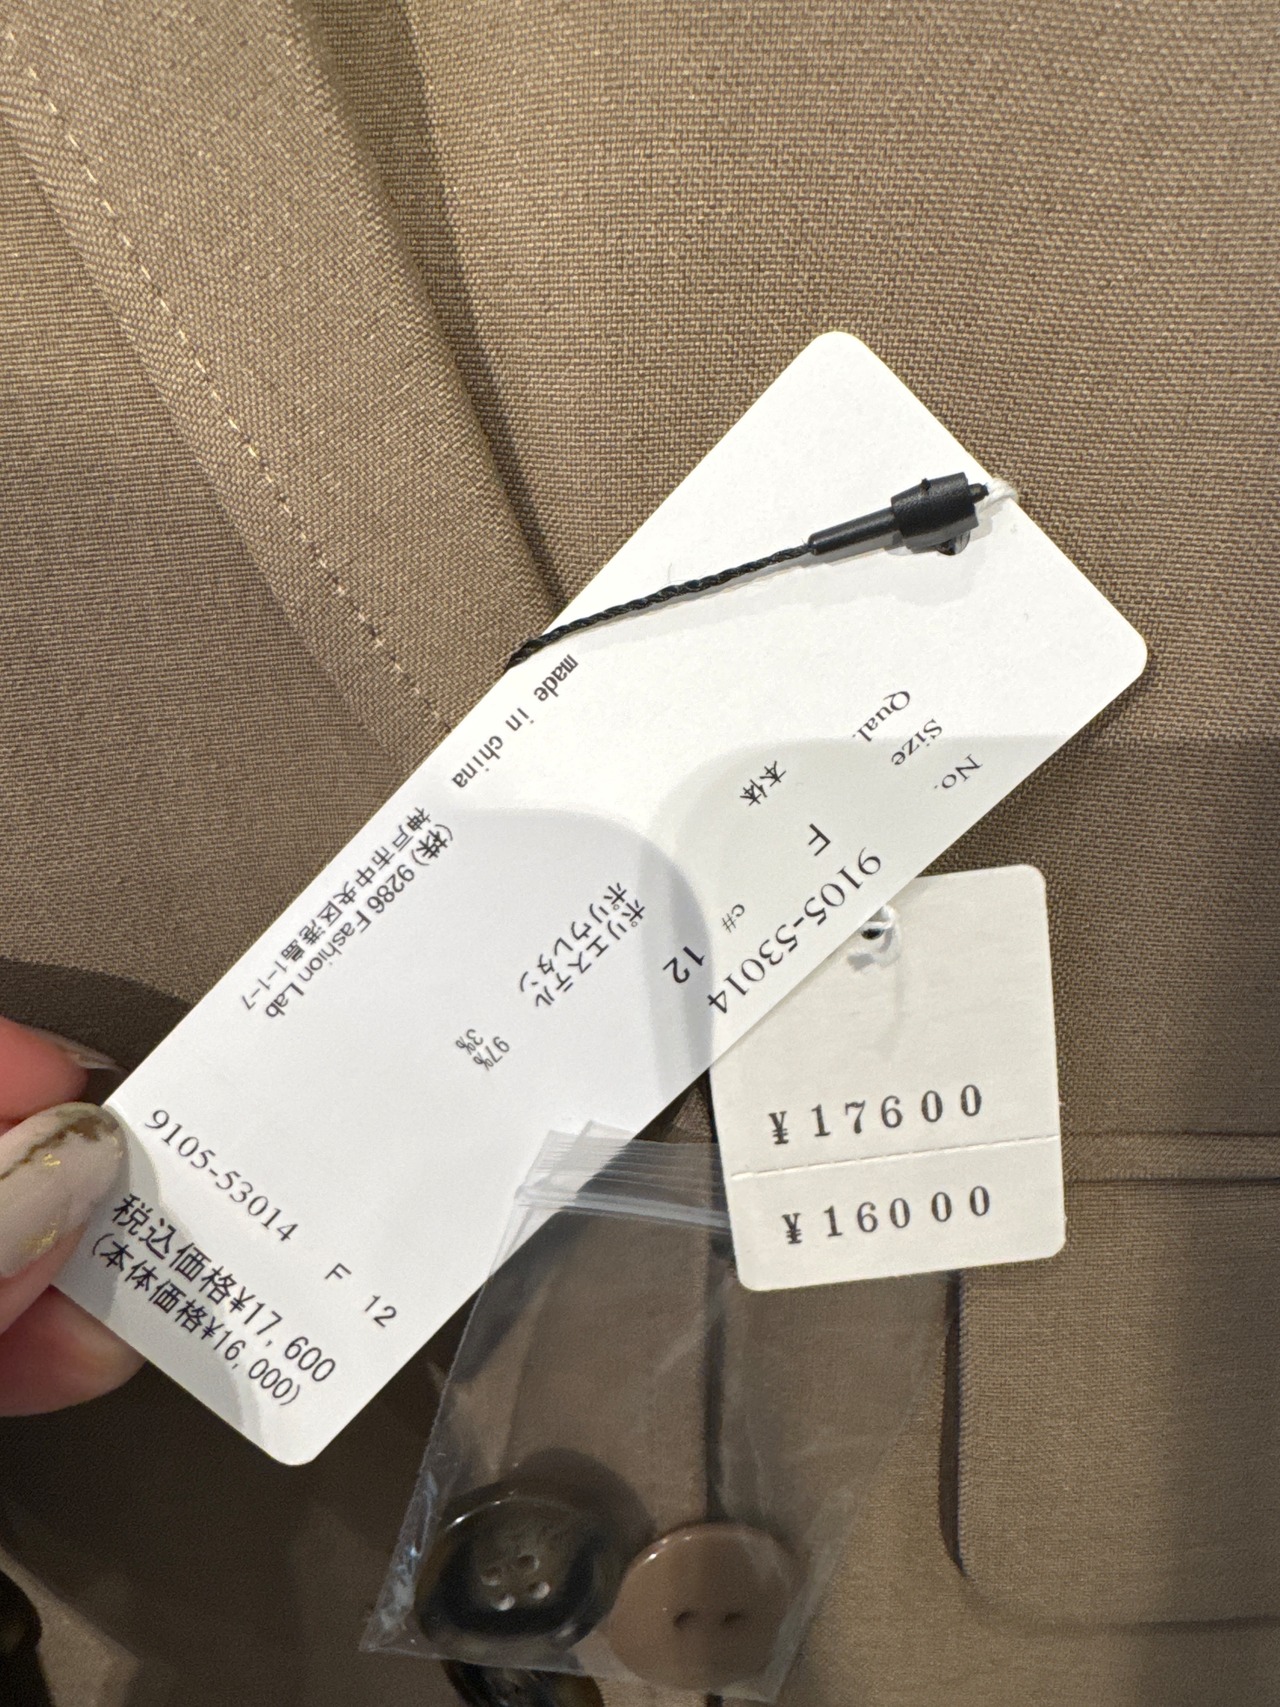 No. 9105-53014
Size F c# 12
Qual. 本体
ポリエステル 97%
ポリウレタン 3%
(株) 9286 Fashion Lab
神戸市中央区港島1-1-7
made in china
9105-53014 F 12
税込価格¥17,600
(本体価格¥16,000)
¥17600
¥16000